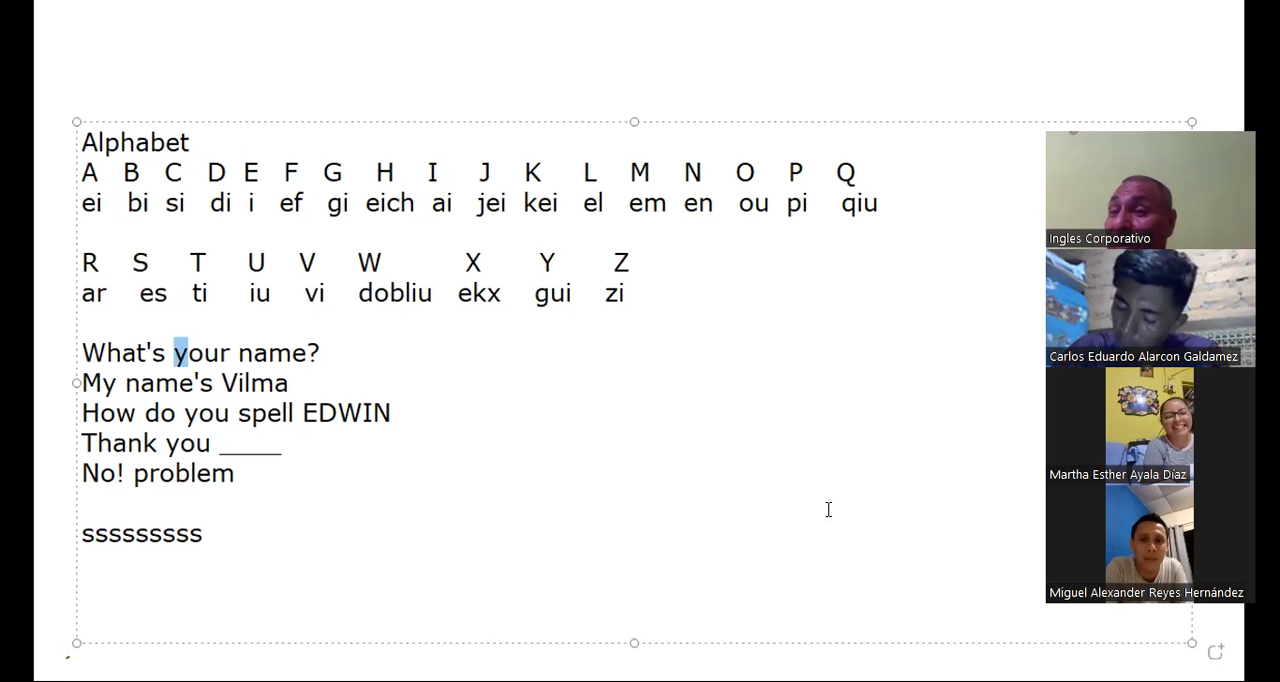 Alphabet
A B C D E F G H I J K L M N O P Q
ei bi si di i ef gi eich ai jei kei el em en ou pi qiu
R S T U V W X Y Z
ar es ti iu vi dobliu ekx gui zi
What's your name?
My name's Vilma
How do you spell EDWIN
Thank you _____
No! problem
sssssssss
Ingles Corporativo
Carlos Eduardo Alarcon Galdamez
Martha Esther Ayala Díaz
Miguel Alexander Reyes Hernández